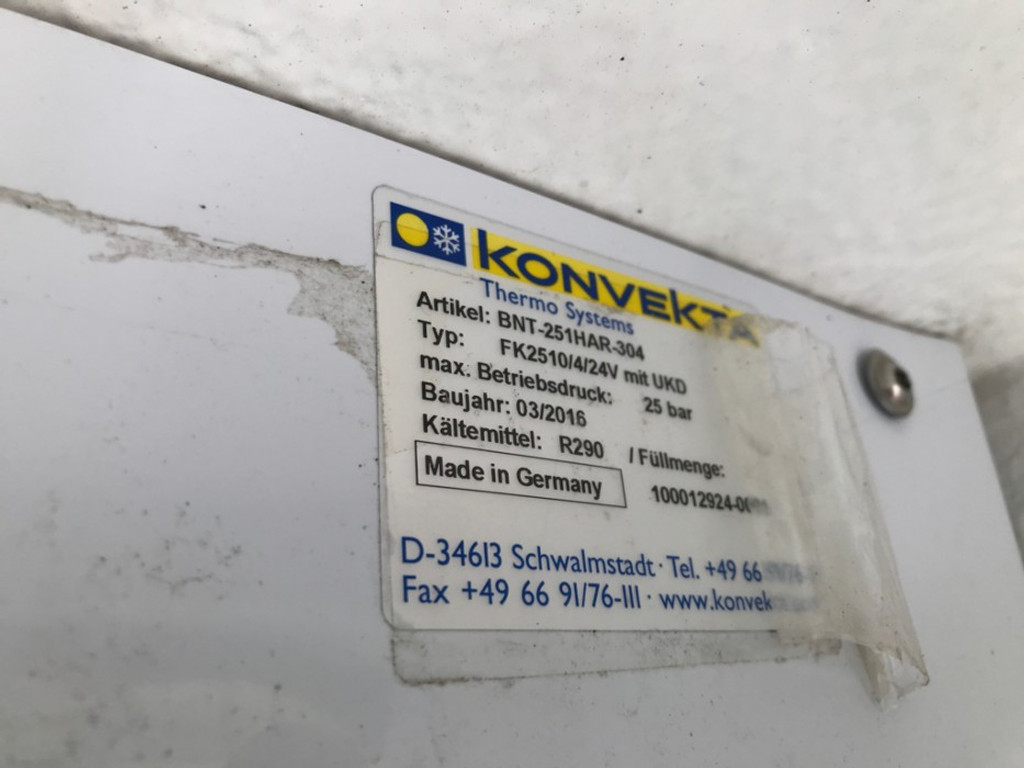 KONVEKTA
Thermo Systems
Artikel: BNT-251HAR-304
Typ: FK2510/4/24V mit UKD
max. Betriebsdruck: 25 bar
Baujahr: 03/2016
Kältemittel: R290 / Füllmenge:
Made in Germany
100012924-0
D-34613 Schwalmstadt · Tel. +49 66
Fax +49 66 91/76-111 · www.konvek